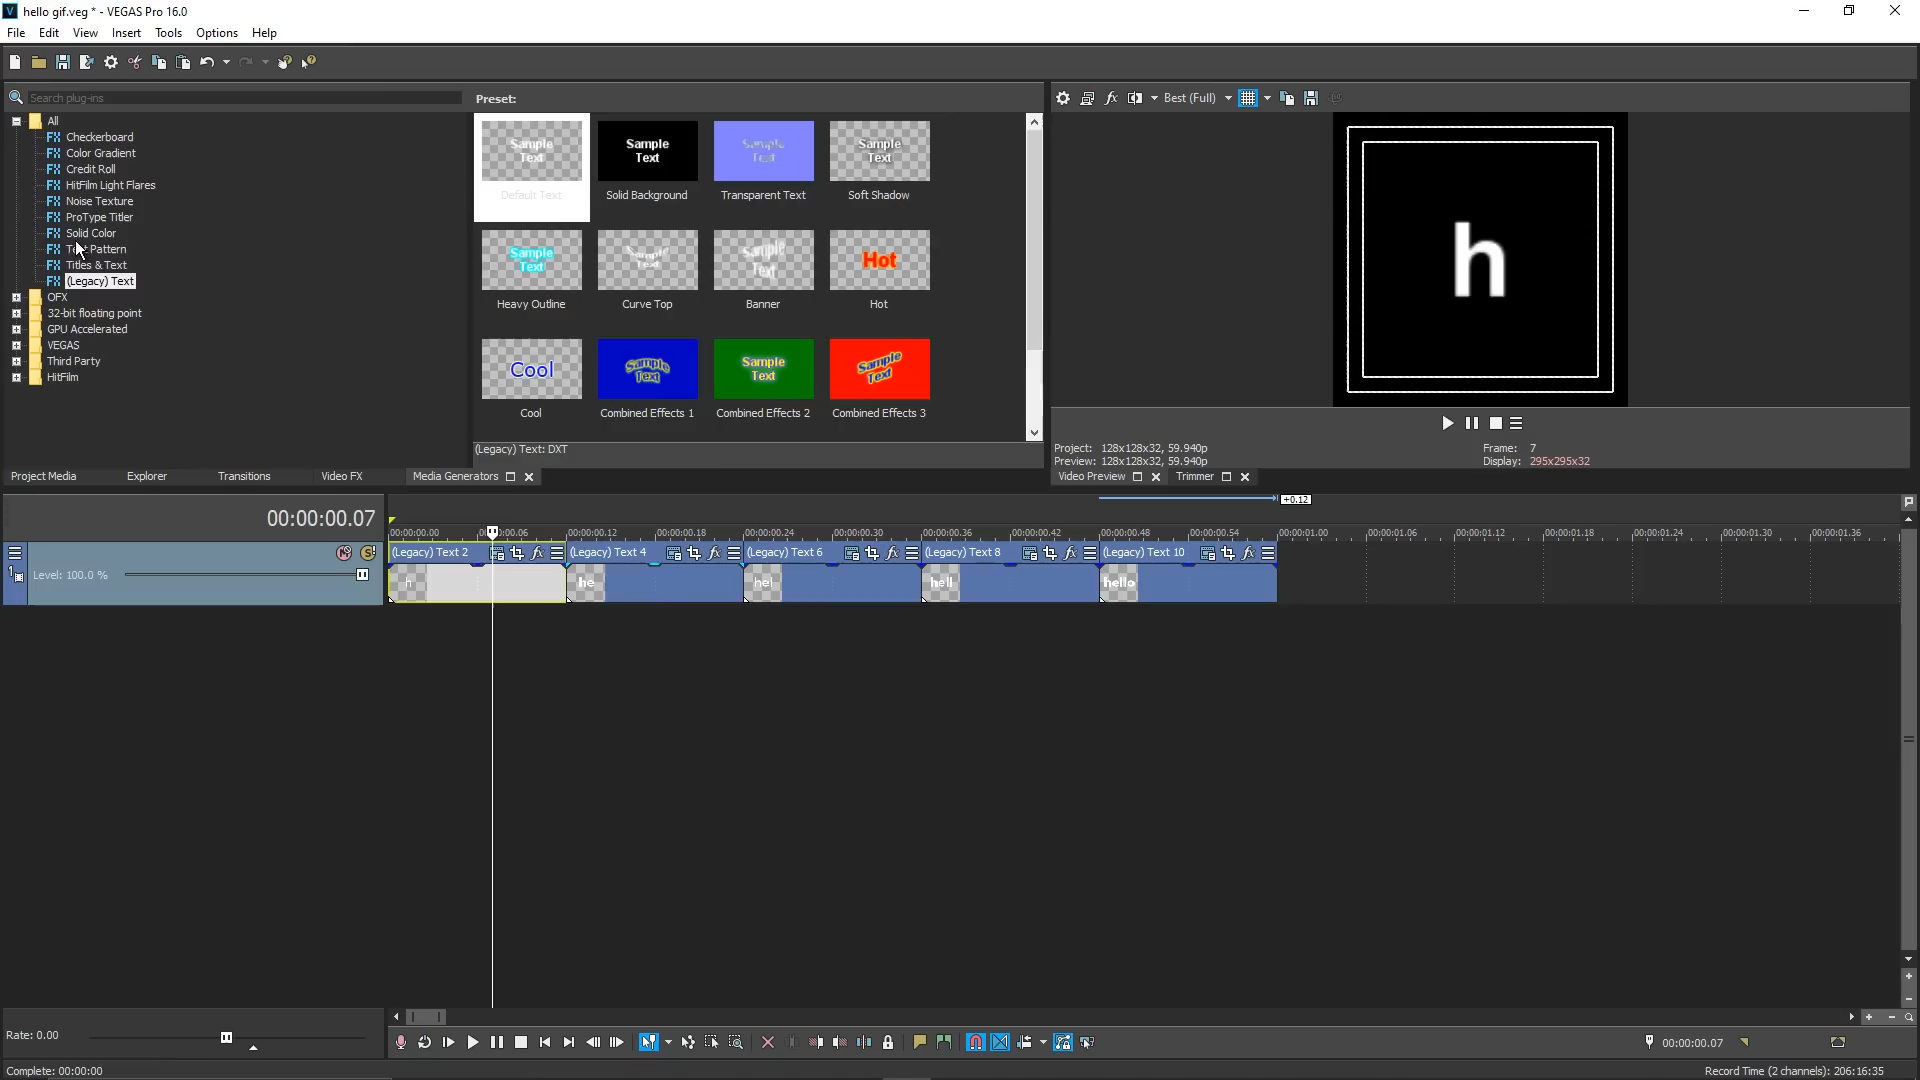 hello gif.veg * - VEGAS Pro 16.0
File Edit View Insert Tools Options Help
Search plug-ins
All
Checkerboard
Color Gradient
Credit Roll
HitFilm Light Flares
Noise Texture
ProType Titler
Solid Color
Pattern
Titles & Text
(Legacy) Text
OFX
32-bit floating point
GPU Accelerated
VEGAS
Third Party
HitFilm
Preset:
Sample Text
Default Text
Sample Text
Solid Background
Sample Text
Transparent Text
Sample Text
Soft Shadow
Sample Text
Heavy Outline
Sample Text
Curve Top
Sample Text
Banner
Hot
Hot
Cool
Cool
Sample Text
Combined Effects 1
Sample Text
Combined Effects 2
Sample Text
Combined Effects 3
(Legacy) Text: DXT
Project Media Explorer Transitions Video FX Media Generators
Best (Full)
h
Project: 128x128x32, 59.940p
Frame: 7
Preview: 128x128x32, 59.940p
Display: 295x295x32
Video Preview Trimmer
+0.12
00:00:00.07
00:00:00.00 00:00:00.12 00:00:00.18 00:00:00.24 00:00:00.30 00:00:00.36 00:00:00.42 00:00:00.48 00:00:00.54 00:00:01.00 00:00:01.06 00:00:01.12 00:00:01.18 00:00:01.24 00:00:01.30 00:00:01.36
(Legacy) Text 2 (Legacy) Text 4 (Legacy) Text 6 (Legacy) Text 8 (Legacy) Text 10
1
Level: 100.0 %
h he hel hell hello
Rate: 0.00
00:00:00.07
Complete: 00:00:00
Record Time (2 channels): 206:16:35